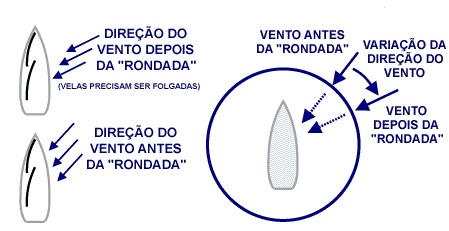 DIREÇÃO DO
VENTO DEPOIS
DA "RONDADA"
(VELAS PRECISAM SER FOLGADAS)
DIREÇÃO DO
VENTO ANTES
DA "RONDADA"
VENTO ANTES
DA "RONDADA"
VARIAÇÃO DA
DIREÇÃO DO
VENTO
VENTO
DEPOIS DA
"RONDADA"